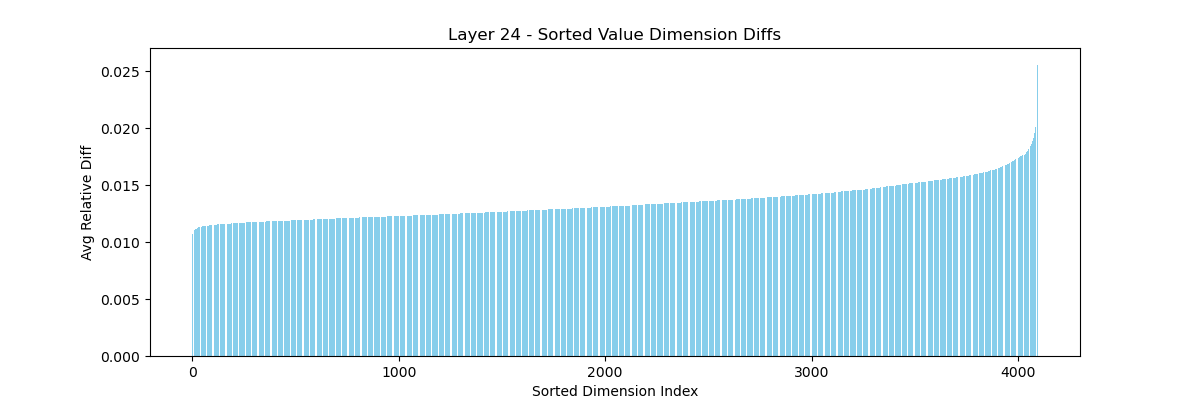 Layer 24 - Sorted Value Dimension Diffs
Avg Relative Diff
0.025
0.020
0.015
0.010
0.005
0.000
0 1000 2000 3000 4000
Sorted Dimension Index